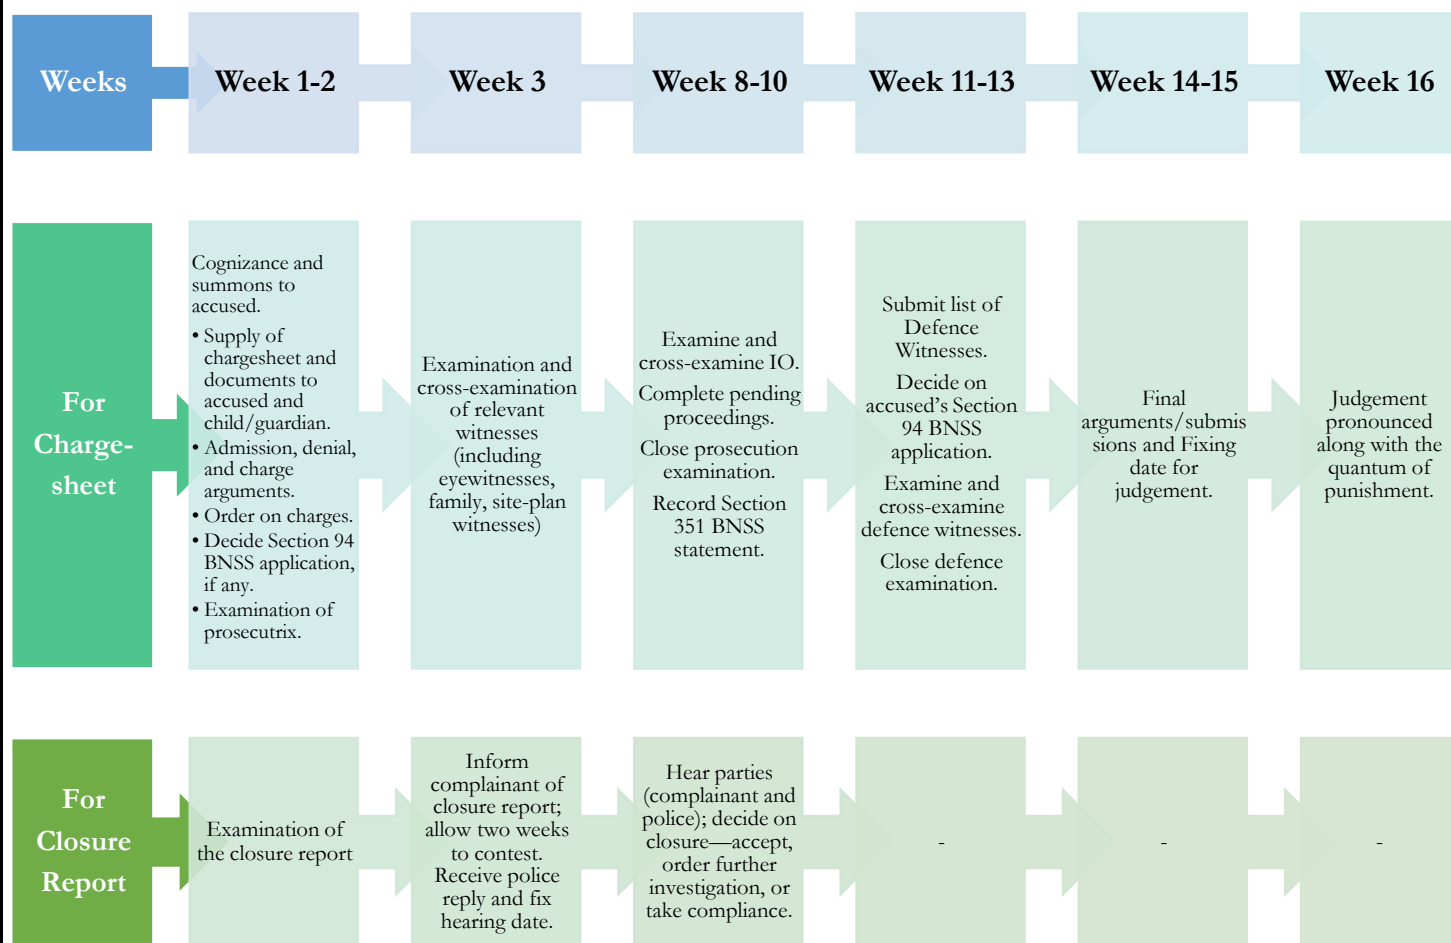 Weeks
Week 1-2
Week 3
Week 8-10
Week 11-13
Week 14-15
Week 16
For
Charge-
sheet
Cognizance and
summons to
accused.
• Supply of
chargesheet and
documents to
accused and
child/guardian.
• Admission, denial,
and charge
arguments.
• Order on charges.
• Decide Section 94
BNSS application,
if any.
• Examination of
prosecutrix.
Examination and
cross-examination
of relevant
witnesses
(including
eyewitnesses,
family, site-plan
witnesses)
Examine and
cross-examine IO.
Complete pending
proceedings.
Close prosecution
examination.
Record Section
351 BNSS
statement.
Submit list of
Defence
Witnesses.
Decide on
accused's Section
94 BNSS
application.
Examine and
cross-examine
defence witnesses.
Close defence
examination.
Final
arguments/submis
sions and Fixing
date for
judgement.
Judgement
pronounced
along with the
quantum of
punishment.
For
Closure
Report
Examination of
the closure report
Inform
complainant of
closure report;
allow two weeks
to contest.
Receive police
reply and fix
hearing date.
Hear parties
(complainant and
police); decide on
closure—accept,
order further
investigation, or
take compliance.
-
-
-